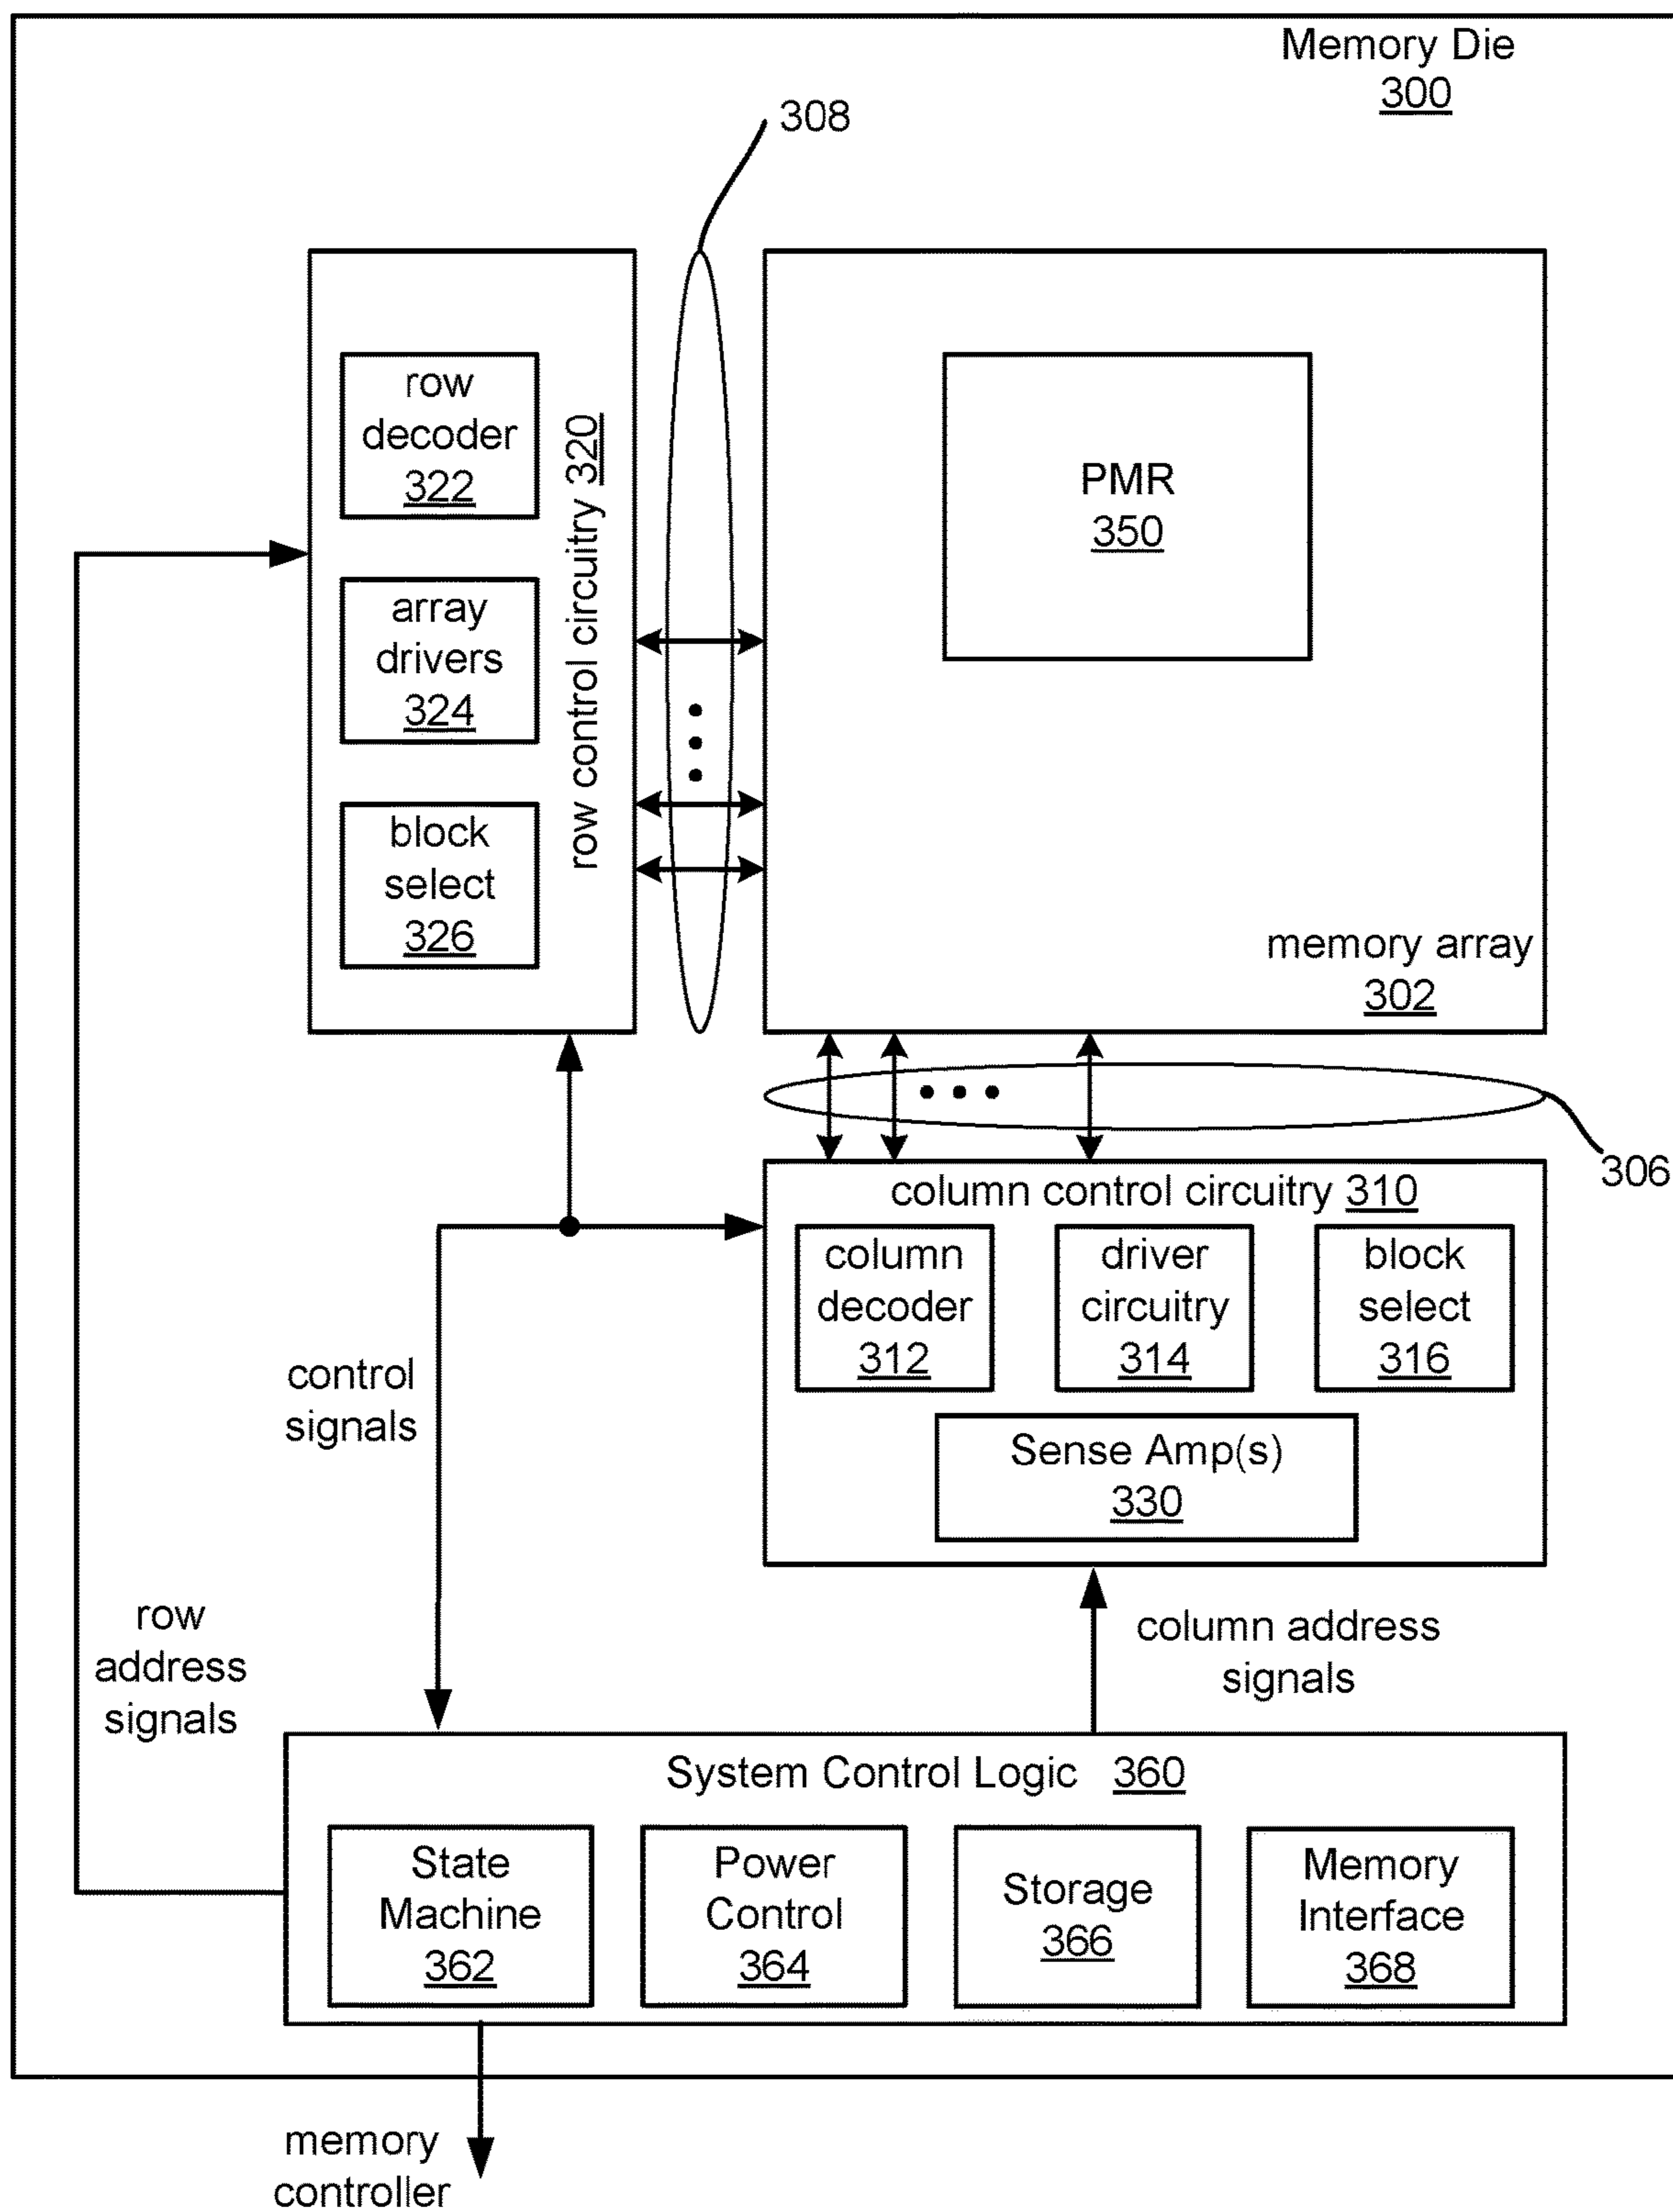 Memory Die
300
308
row
decoder
322
array
drivers
324
block
select
326
row control circuitry 320
PMR
350
memory array
302
306
column control circuitry 310
column
decoder
312
driver
circuitry
314
block
select
316
Sense Amp(s)
330
control
signals
row
address
signals
column address
signals
System Control Logic 360
State
Machine
362
Power
Control
364
Storage
366
Memory
Interface
368
memory
controller